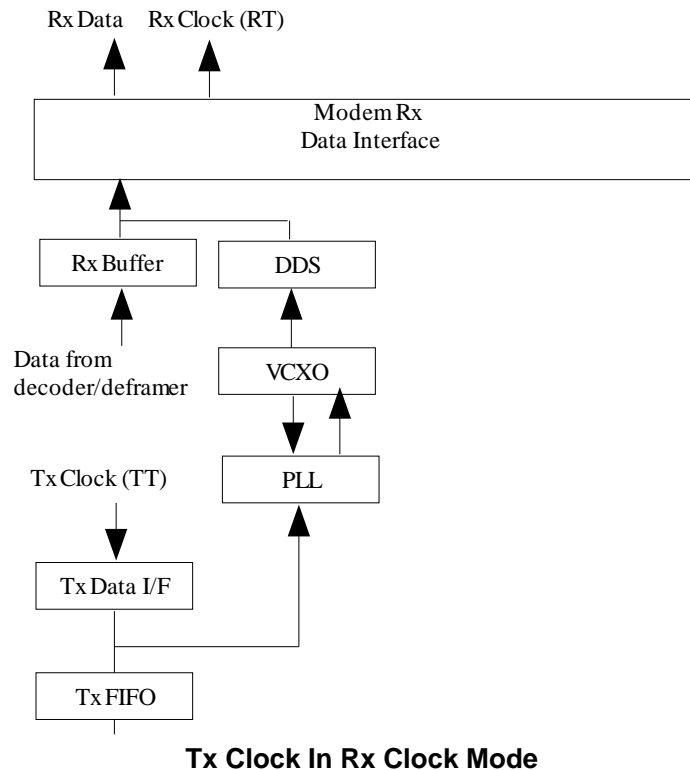 Rx Data
Rx Clock (RT)
Modem Rx
Data Interface
Rx Buffer
DDS
Data from
decoder/deframer
VCXO
Tx Clock (TT)
PLL
Tx Data I/F
Tx FIFO
Tx Clock In Rx Clock Mode